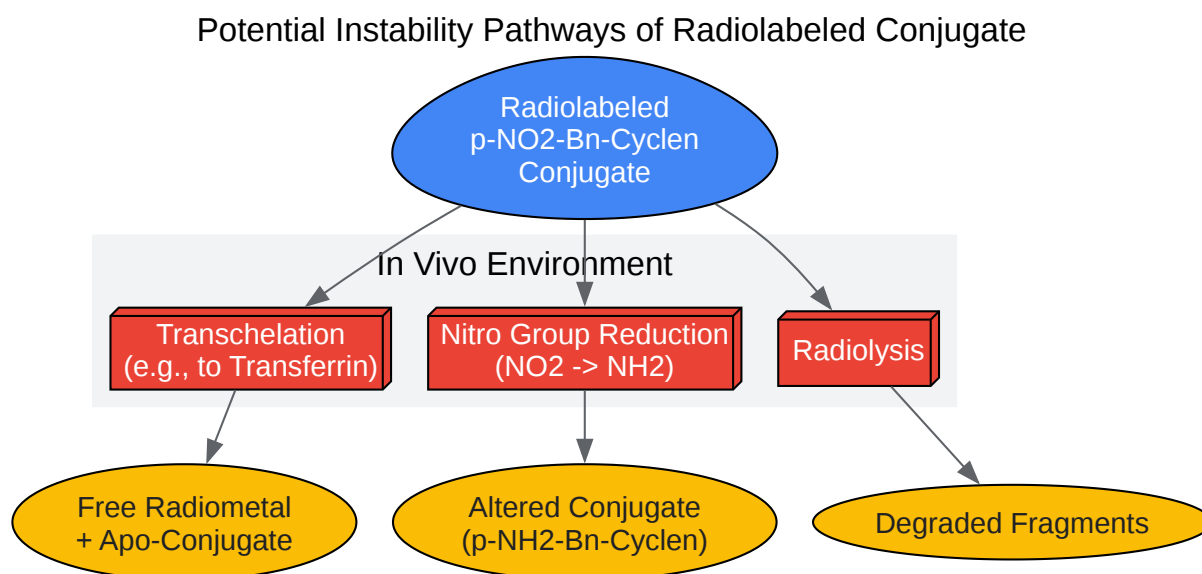 Potential Instability Pathways of Radiolabeled Conjugate
Radiolabeled
p-NO2-Bn-Cyclen
Conjugate
In Vivo Environment
Transchelation
(e.g., to Transferrin)
Nitro Group Reduction
(NO2 -> NH2)
Radiolysis
Free Radiometal
+ Apo-Conjugate
Altered Conjugate
(p-NH2-Bn-Cyclen)
Degraded Fragments